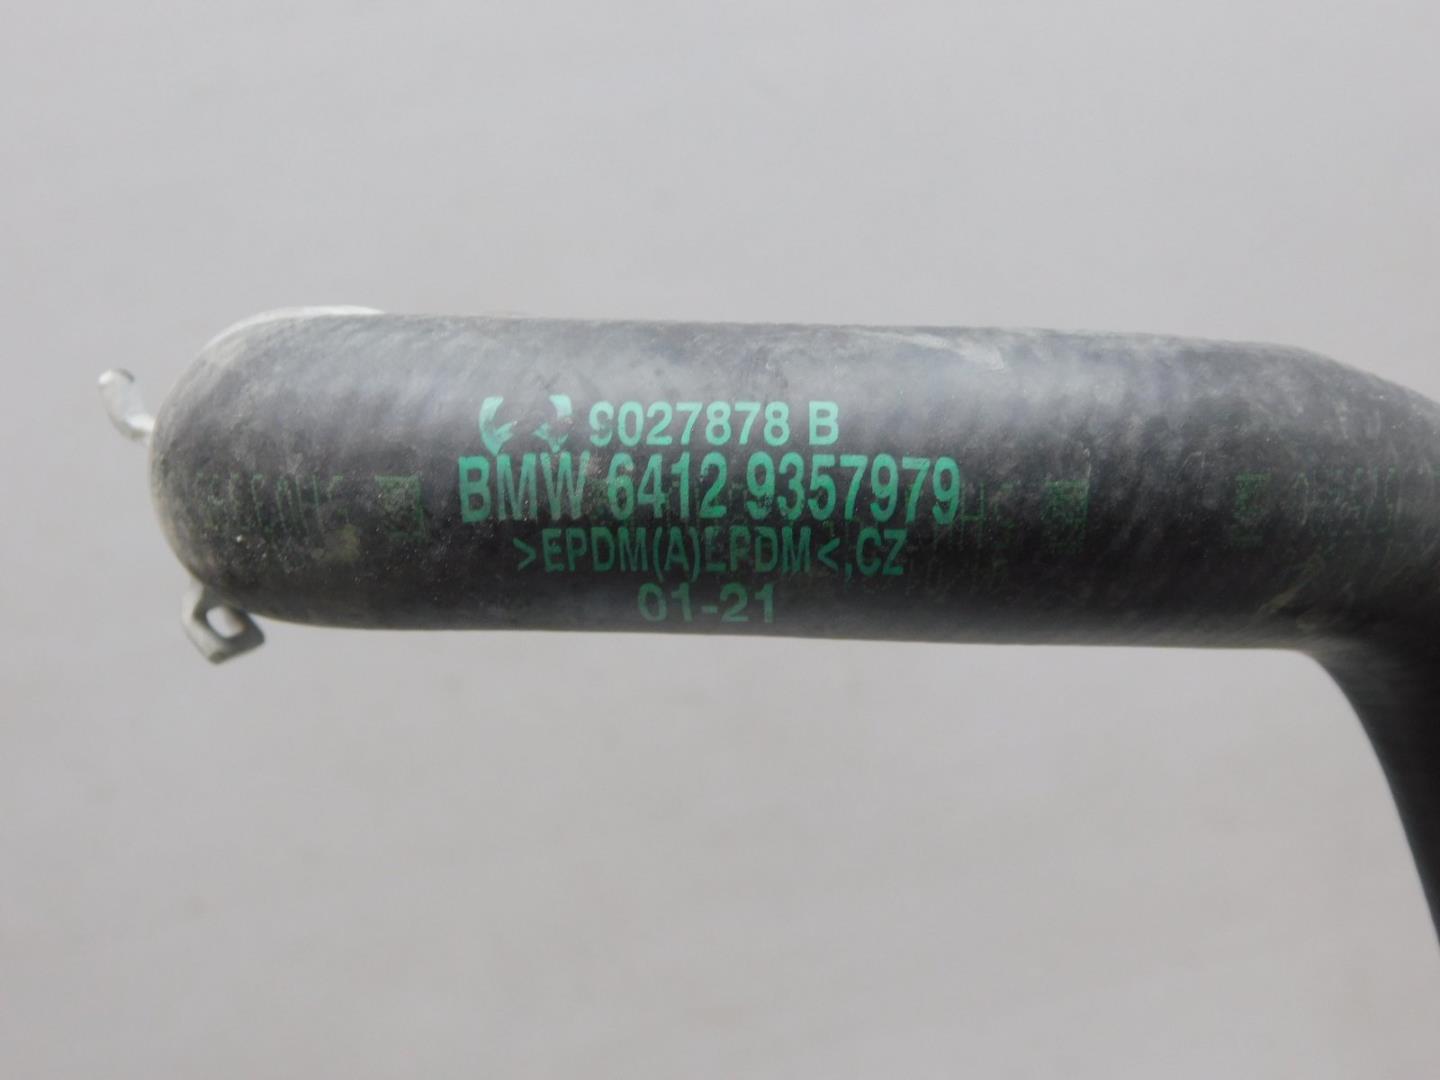 9027878 B
BMW 6412 9357979
>EPDM(A)EPDM<,CZ
01-21